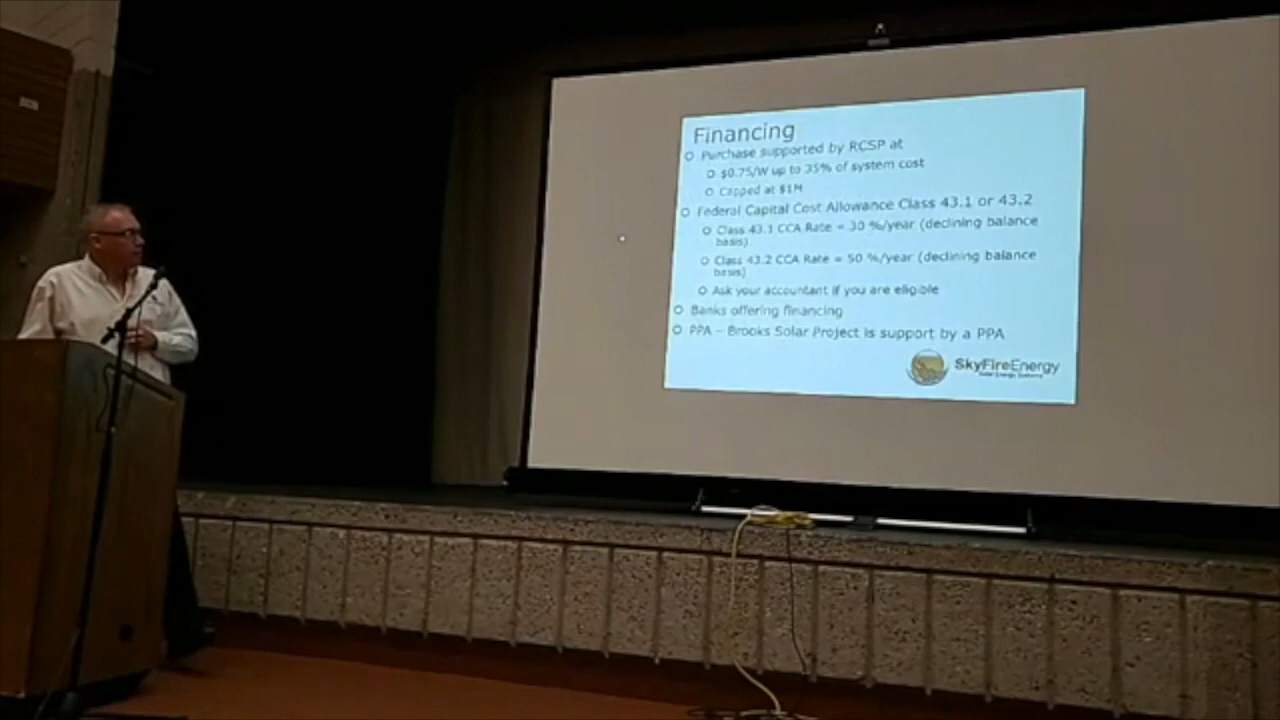 Financing
Purchase supported by RCSP at
$0.75/W up to 35% of system cost
Capped at $1M
Federal Capital Cost Allowance Class 43.1 or 43.2
Class 43.1 CCA Rate = 30 %/year (declining balance
basis)
Class 43.2 CCA Rate = 50 %/year (declining balance
basis)
Ask your accountant if you are eligible
Banks offering financing
PPA – Brooks Solar Project is support by a PPA
SkyFireEnergy
Solar Energy Systems